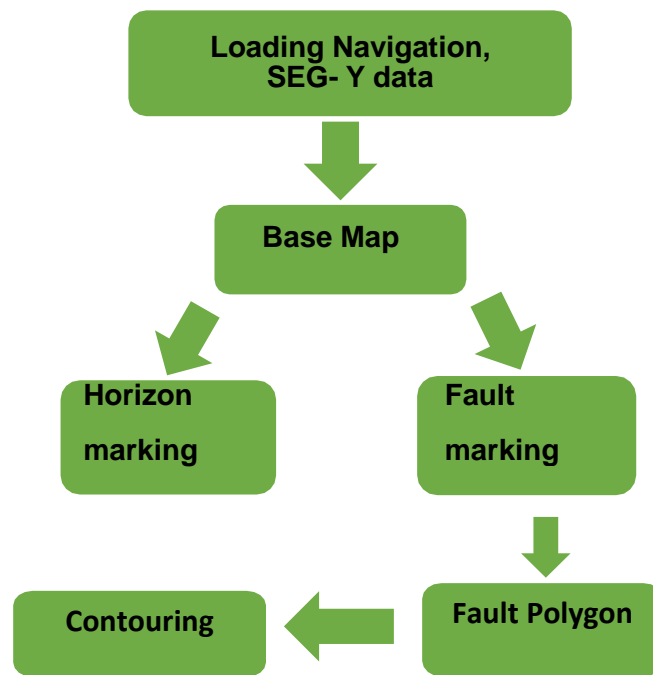 Loading Navigation,
SEG- Y data
Base Map
Horizon
marking
Fault
marking
Contouring
Fault Polygon